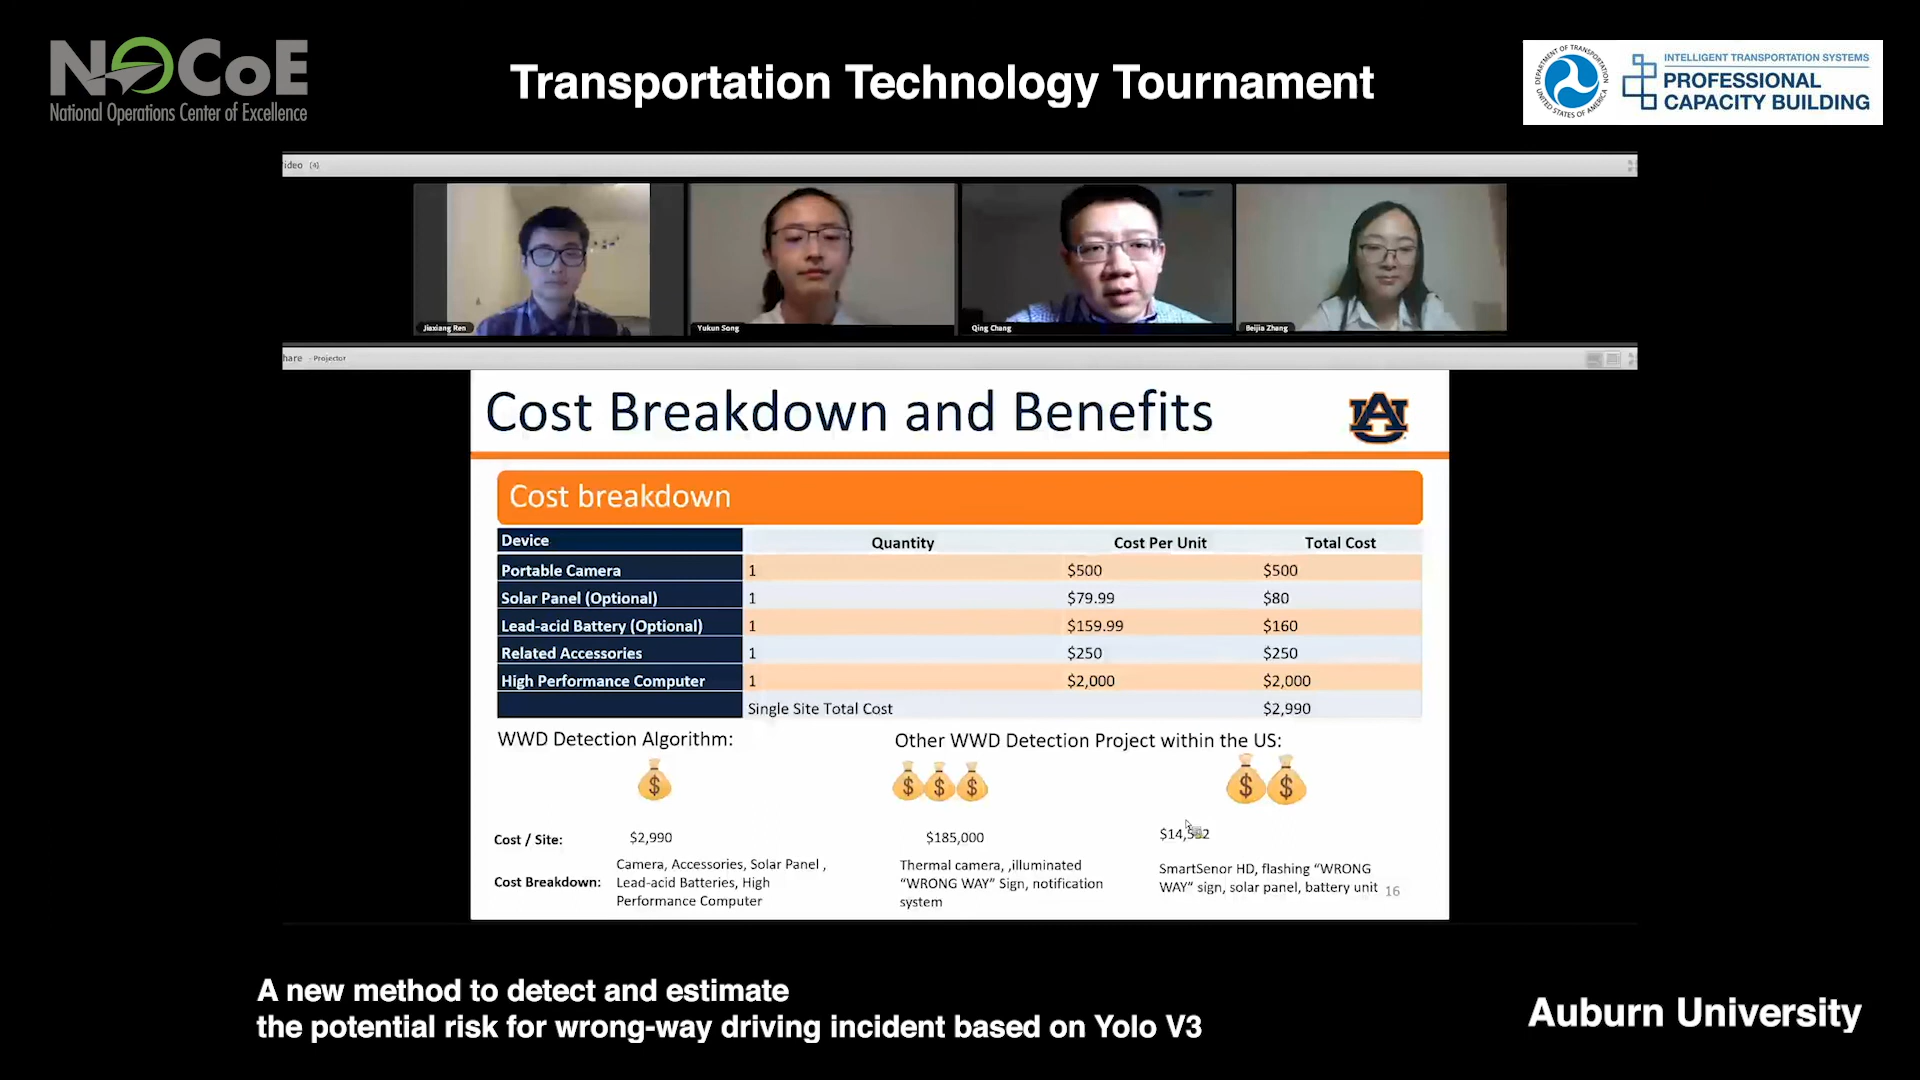 NOCoE
National Operations Center of Excellence
Transportation Technology Tournament
DEPARTMENT OF TRANSPORTATION
UNITED STATES OF AMERICA
INTELLIGENT TRANSPORTATION SYSTEMS
PROFESSIONAL
CAPACITY BUILDING
ideo (4)
Jiaxiang Ren
Yukun Song
Qing Chang
Beijia Zhang
hare - Projector
Cost Breakdown and Benefits
AU
Cost breakdown
Device Quantity Cost Per Unit Total Cost
Portable Camera 1 $500 $500
Solar Panel (Optional) 1 $79.99 $80
Lead-acid Battery (Optional) 1 $159.99 $160
Related Accessories 1 $250 $250
High Performance Computer 1 $2,000 $2,000
Single Site Total Cost $2,990
WWD Detection Algorithm:
Other WWD Detection Project within the US:
Cost / Site: $2,990 $185,000
Cost Breakdown:
Camera, Accessories, Solar Panel ,
Lead-acid Batteries, High
Performance Computer
Thermal camera, ,illuminated
“WRONG WAY” Sign, notification
system
SmartSenor HD, flashing “WRONG
WAY“ sign, solar panel, battery unit
16
A new method to detect and estimate
the potential risk for wrong-way driving incident based on Yolo V3
Auburn University